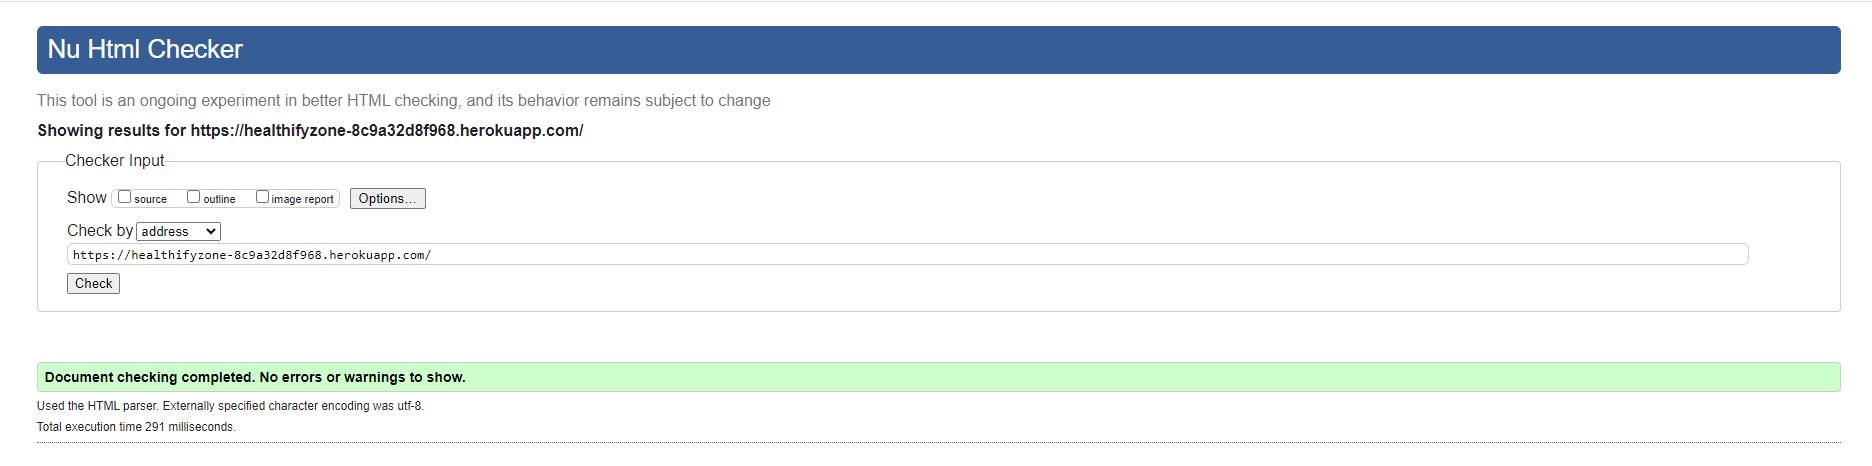 Nu Html Checker
This tool is an ongoing experiment in better HTML checking, and its behavior remains subject to change
Showing results for https://healthifyzone-8c9a32d8f968.herokuapp.com/
Checker Input
Show source outline image report Options...
Check by address
https://healthifyzone-8c9a32d8f968.herokuapp.com/
Check
Document checking completed. No errors or warnings to show.
Used the HTML parser. Externally specified character encoding was utf-8.
Total execution time 291 milliseconds.